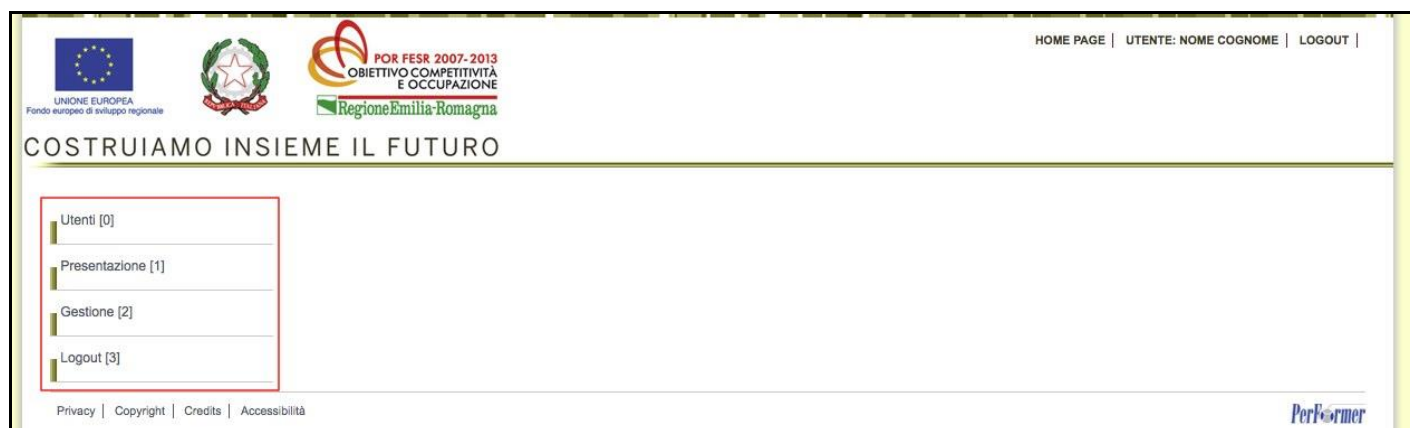 HOME PAGE | UTENTE: NOME COGNOME | LOGOUT |
POR FESR 2007-2013
OBIETTIVO COMPETITIVITÀ
E OCCUPAZIONE
UNIONE EUROPEA
Fondo europeo di sviluppo regionale
REPVBBLICA ITALIANA
RegioneEmilia-Romagna
COSTRUIAMO INSIEME IL FUTURO
Utenti [0]
Presentazione [1]
Gestione [2]
Logout [3]
Privacy | Copyright | Credits | Accessibilità
PerFormer